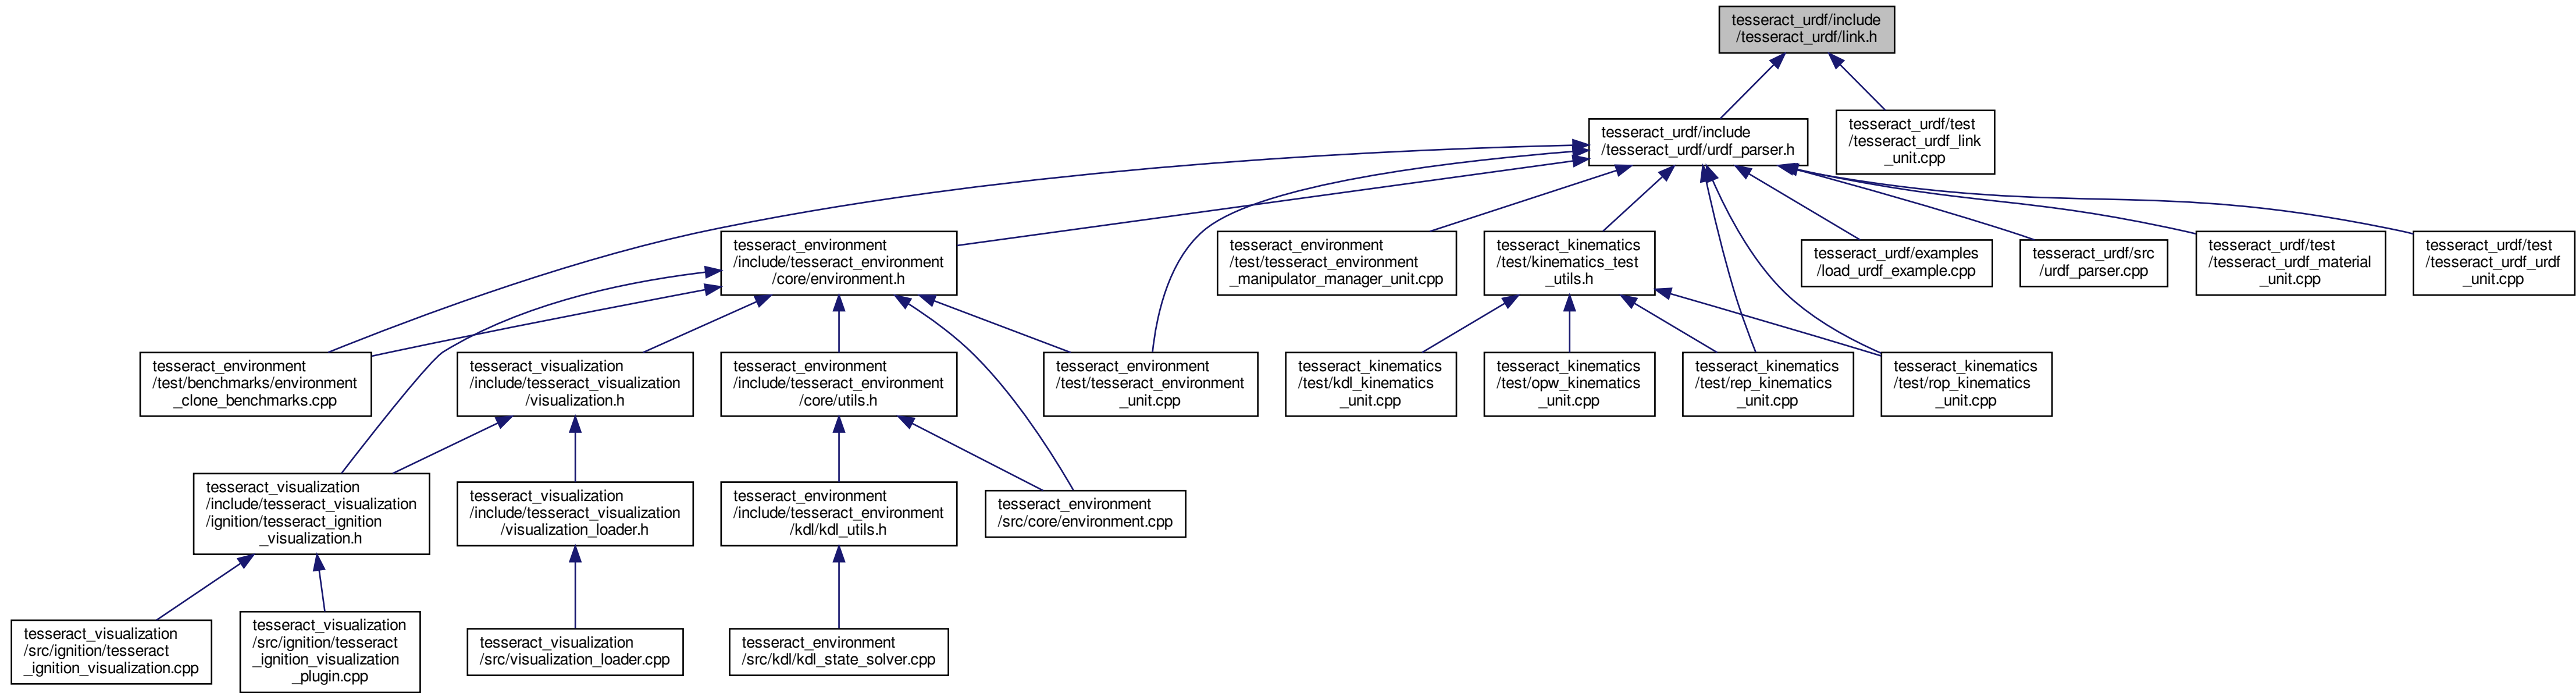 tesseract_urdf/include
/tesseract_urdf/link.h
tesseract_urdf/include
/tesseract_urdf/urdf_parser.h
tesseract_urdf/test
/tesseract_urdf_link
_unit.cpp
tesseract_environment
/include/tesseract_environment
/core/environment.h
tesseract_environment
/test/tesseract_environment
_manipulator_manager_unit.cpp
tesseract_kinematics
/test/kinematics_test
_utils.h
tesseract_urdf/examples
/load_urdf_example.cpp
tesseract_urdf/src
/urdf_parser.cpp
tesseract_urdf/test
/tesseract_urdf_material
_unit.cpp
tesseract_urdf/test
/tesseract_urdf_urdf
_unit.cpp
tesseract_environment
/test/benchmarks/environment
_clone_benchmarks.cpp
tesseract_visualization
/include/tesseract_visualization
/visualization.h
tesseract_environment
/include/tesseract_environment
/core/utils.h
tesseract_environment
/test/tesseract_environment
_unit.cpp
tesseract_kinematics
/test/kdl_kinematics
_unit.cpp
tesseract_kinematics
/test/opw_kinematics
_unit.cpp
tesseract_kinematics
/test/rep_kinematics
_unit.cpp
tesseract_kinematics
/test/rop_kinematics
_unit.cpp
tesseract_visualization
/include/tesseract_visualization
/ignition/tesseract_ignition
_visualization.h
tesseract_visualization
/include/tesseract_visualization
/visualization_loader.h
tesseract_environment
/include/tesseract_environment
/kdl/kdl_utils.h
tesseract_environment
/src/core/environment.cpp
tesseract_visualization
/src/ignition/tesseract
_ignition_visualization.cpp
tesseract_visualization
/src/ignition/tesseract
_ignition_visualization
_plugin.cpp
tesseract_visualization
/src/visualization_loader.cpp
tesseract_environment
/src/kdl/kdl_state_solver.cpp